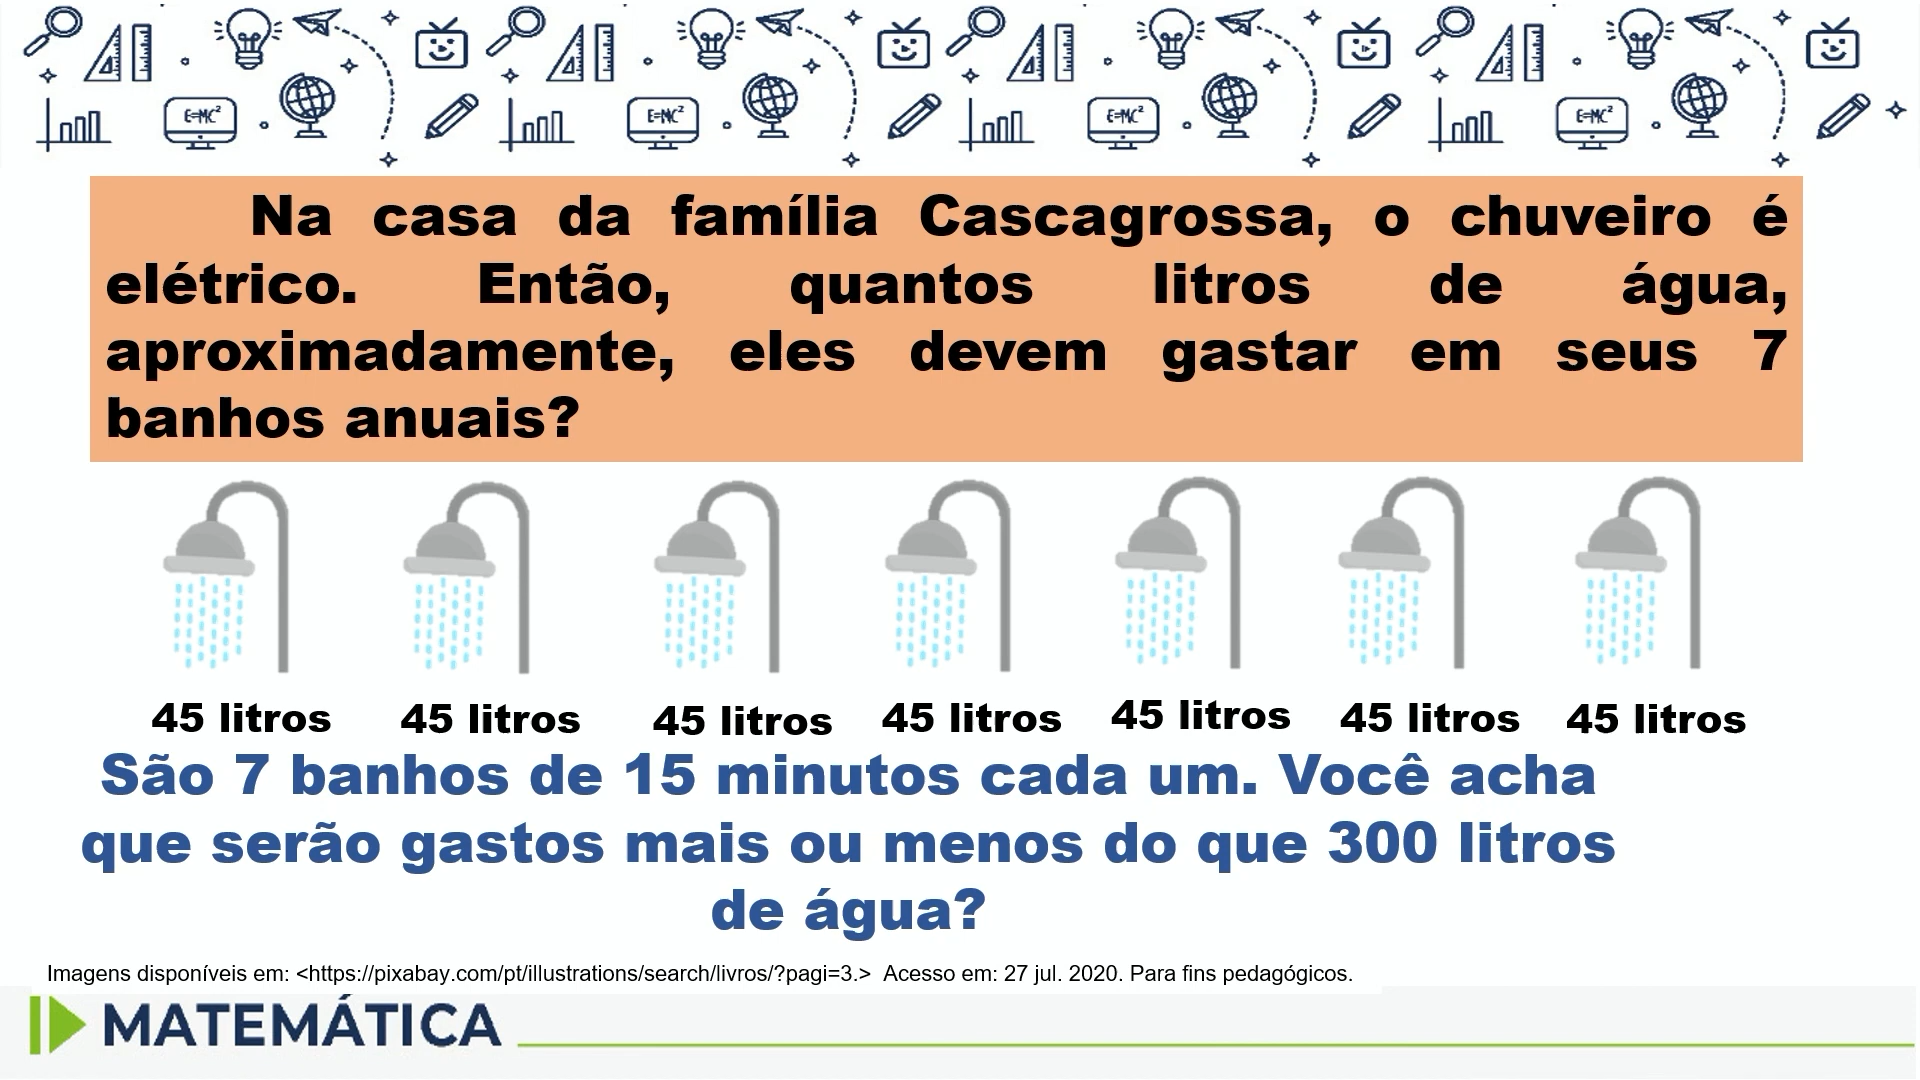 E=MC²
E=MC²
E=MC²
E=MC²
Na casa da família Cascagrossa, o chuveiro é
elétrico. Então, quantos litros de água,
aproximadamente, eles devem gastar em seus 7
banhos anuais?
45 litros 45 litros 45 litros 45 litros 45 litros 45 litros 45 litros
São 7 banhos de 15 minutos cada um. Você acha
que serão gastos mais ou menos do que 300 litros
de água?
Imagens disponíveis em: <https://pixabay.com/pt/illustrations/search/livros/?pagi=3.> Acesso em: 27 jul. 2020. Para fins pedagógicos.
MATEMÁTICA